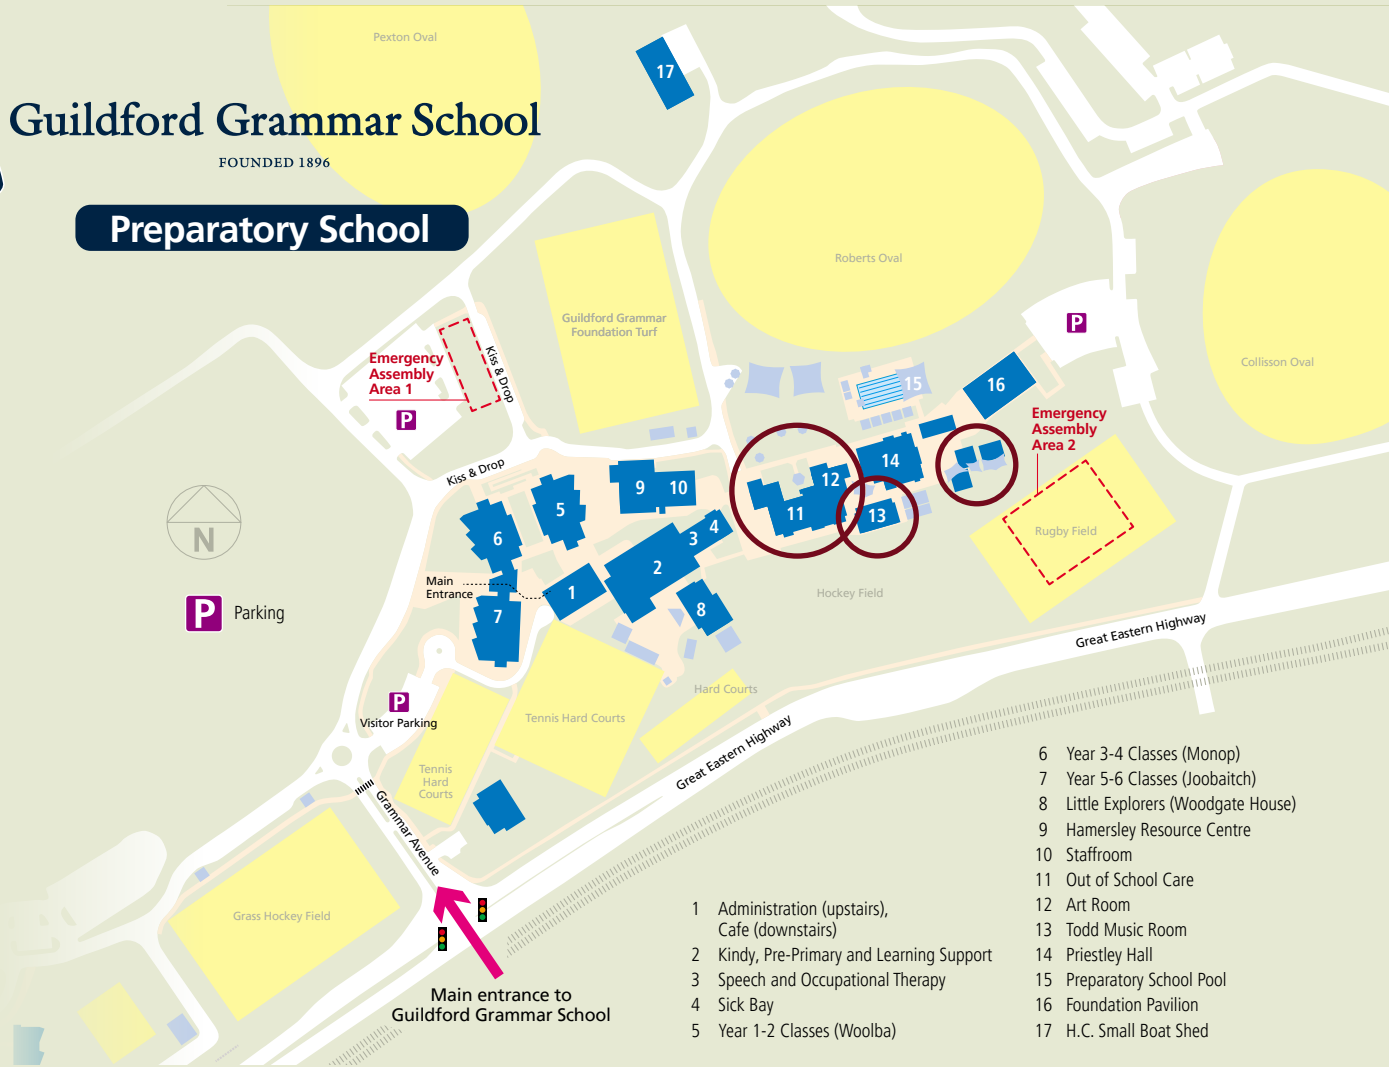 Pexton Oval
17
Guildford Grammar School
FOUNDED 1896
Preparatory School
Roberts Oval
Guildford Grammar
Foundation Turf
P
Collisson Oval
Emergency
Assembly
Area 1
Kiss & Drop
P
15
16
Emergency
Assembly
Area 2
Kiss & Drop
9
10
5
6
14
12
11
13
4
3
2
1
N
Rugby Field
Main
Entrance
Hockey Field
P
Parking
7
8
Great Eastern Highway
P
Visitor Parking
Hard Courts
Tennis Hard Courts
Great Eastern Highway
Tennis
Hard
Courts
Grammar Avenue
Grass Hockey Field
Main entrance to
Guildford Grammar School
1 Administration (upstairs),
Cafe (downstairs)
2 Kindy, Pre-Primary and Learning Support
3 Speech and Occupational Therapy
4 Sick Bay
5 Year 1-2 Classes (Woolba)
6 Year 3-4 Classes (Monop)
7 Year 5-6 Classes (Joobaitch)
8 Little Explorers (Woodgate House)
9 Hamersley Resource Centre
10 Staffroom
11 Out of School Care
12 Art Room
13 Todd Music Room
14 Priestley Hall
15 Preparatory School Pool
16 Foundation Pavilion
17 H.C. Small Boat Shed